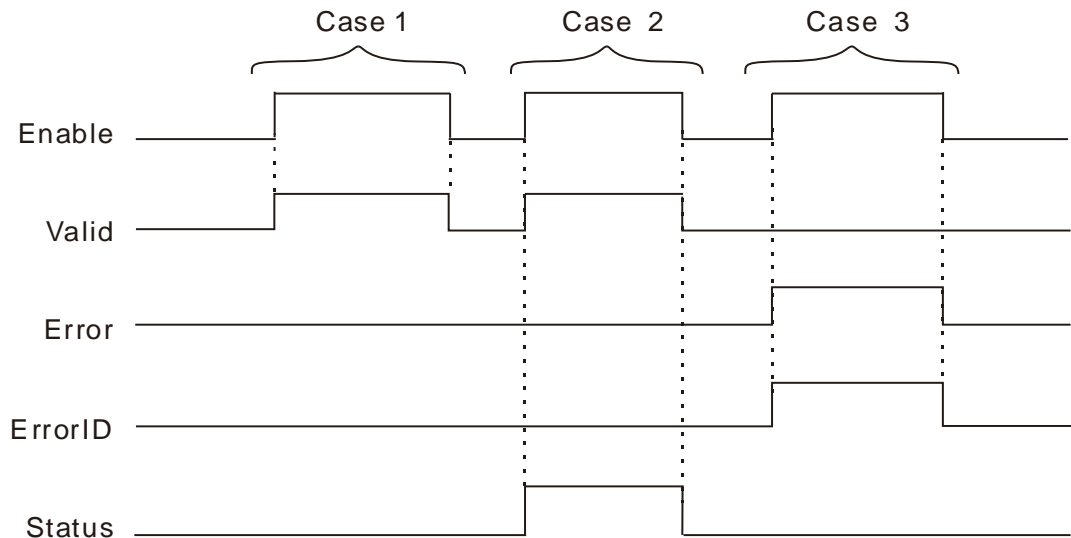 Case 1 Case 2 Case 3
Enable
Valid
Error
ErrorID
Status